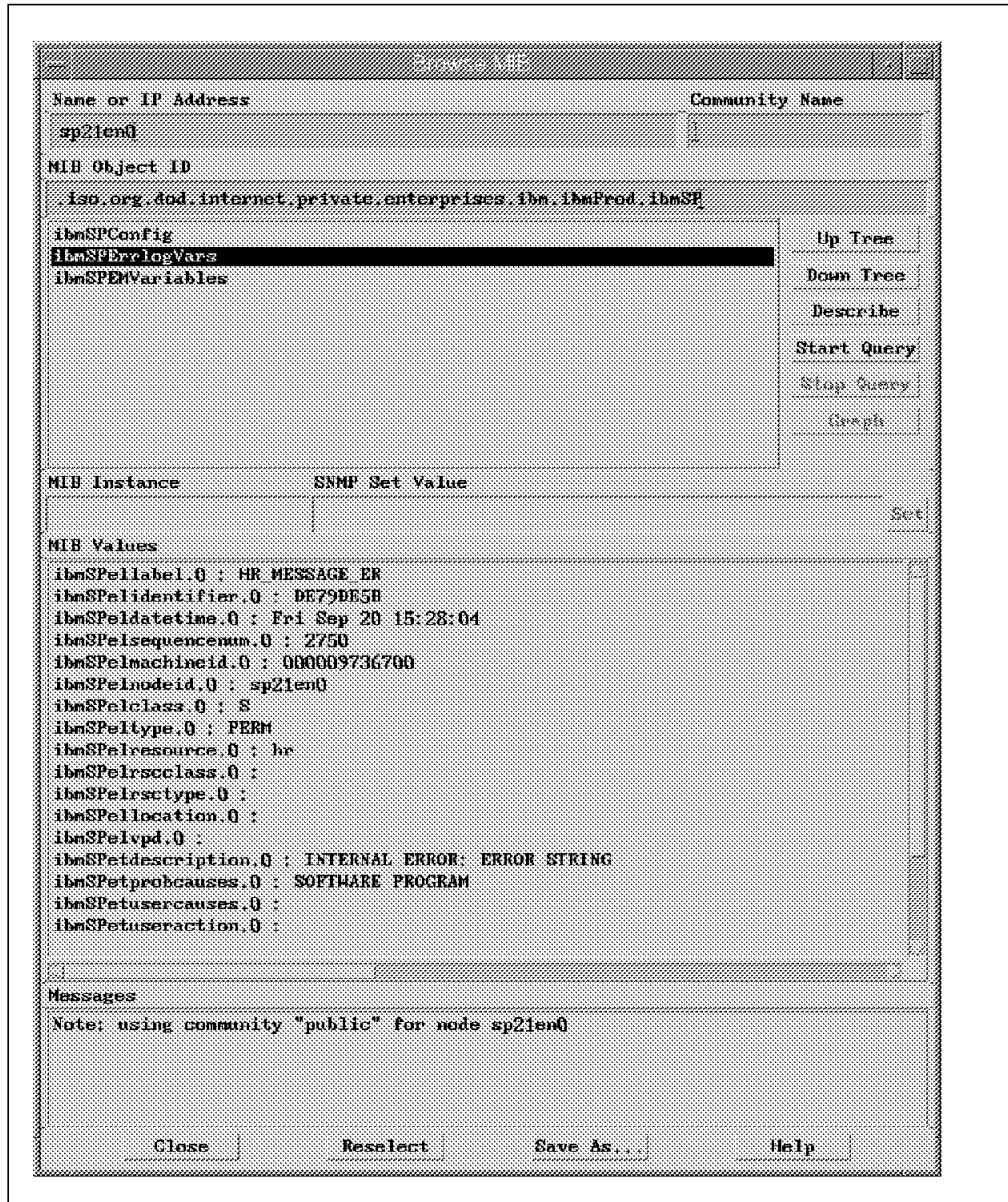 Browse MIB
Name or IP Address Community Name
sp21en0
MIB Object ID
.iso.org.dod.internet.private.enterprises.ibm.ibmProd.ibmSP
ibmSPConfig
ibmSPErrlogVars
ibmSPEMVariables
Up Tree
Down Tree
Describe
Start Query
Stop Query
Graph
MIB Instance SNMP Set Value
Set
MIB Values
ibmSPellabel.0 : HR_MESSAGE_ER
ibmSPelidentifier.0 : DE79DE5B
ibmSPeldatetime.0 : Fri Sep 20 15:28:04
ibmSPelsequencenum.0 : 2750
ibmSPelmachineid.0 : 000009736700
ibmSPelnodeid.0 : sp21en0
ibmSPelclass.0 : S
ibmSPeltype.0 : PERM
ibmSPelresource.0 : hr
ibmSPelrscclass.0 :
ibmSPelrsctype.0 :
ibmSPellocation.0 :
ibmSPelvpd.0 :
ibmSPetdescription.0 : INTERNAL ERROR: ERROR STRING
ibmSPetprobcauses.0 : SOFTWARE PROGRAM
ibmSPetusercauses.0 :
ibmSPetuseraction.0 :
Messages
Note: using community "public" for node sp21en0
Close Reselect Save As... Help